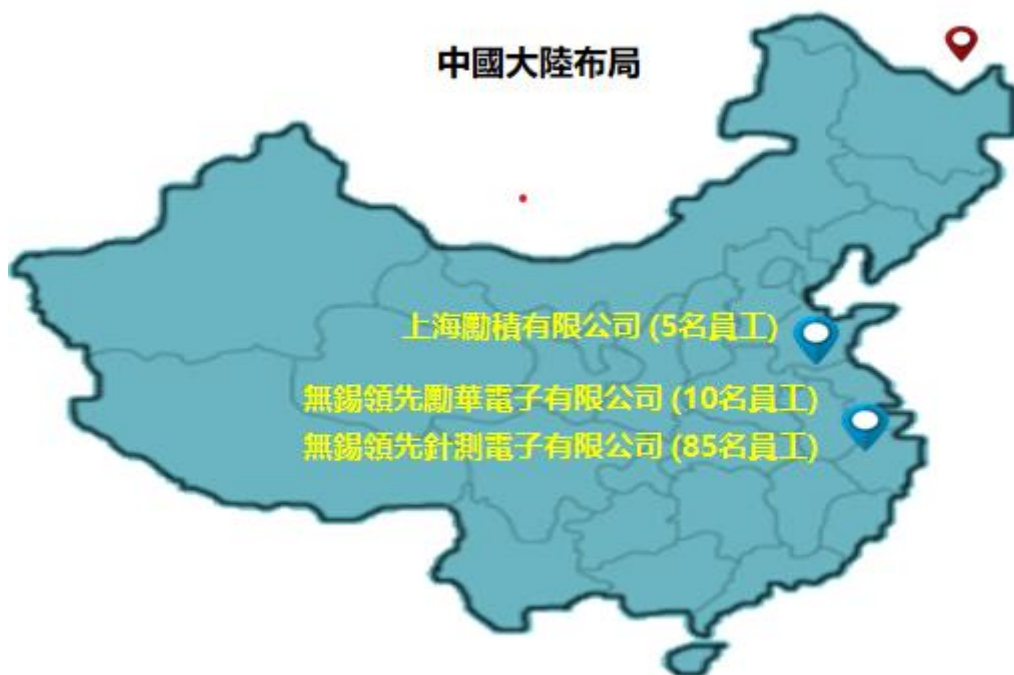 中國大陸布局
上海勵積有限公司 (5名員工)
無錫領先勵華電子有限公司 (10名員工)
無錫領先針測電子有限公司 (85名員工)